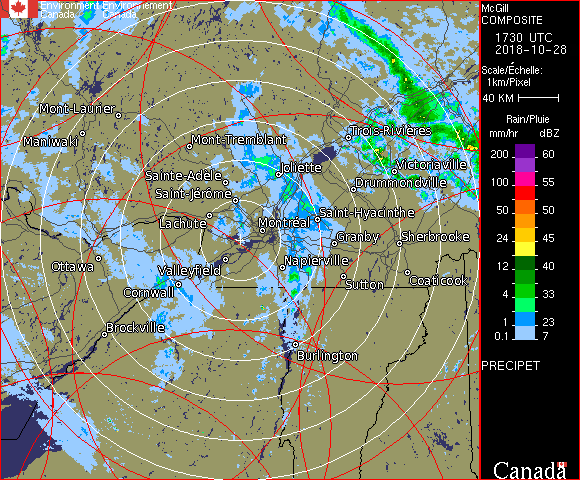 Environment Environnement
Canada Canada
Mont-Laurier
Maniwaki
Mont-Tremblant
Trois-Rivières
Victoriaville
Sainte-Adèle
Joliette
Drummondville
Saint-Jérôme
Lachute
Montréal
Saint-Hyacinthe
Granby
Sherbrooke
Ottawa
Valleyfield
Napierville
Sutton
Coaticook
Cornwall
Brockville
Burlington
McGill
COMPOSITE
1730 UTC
2018-10-28
Scale/Échelle:
1km/Pixel
40 KM
Rain/Pluie
mm/hr dBZ
200 60
100 55
50 50
24 45
12 40
4 33
1 23
0.1 7
PRECIPET
Canada